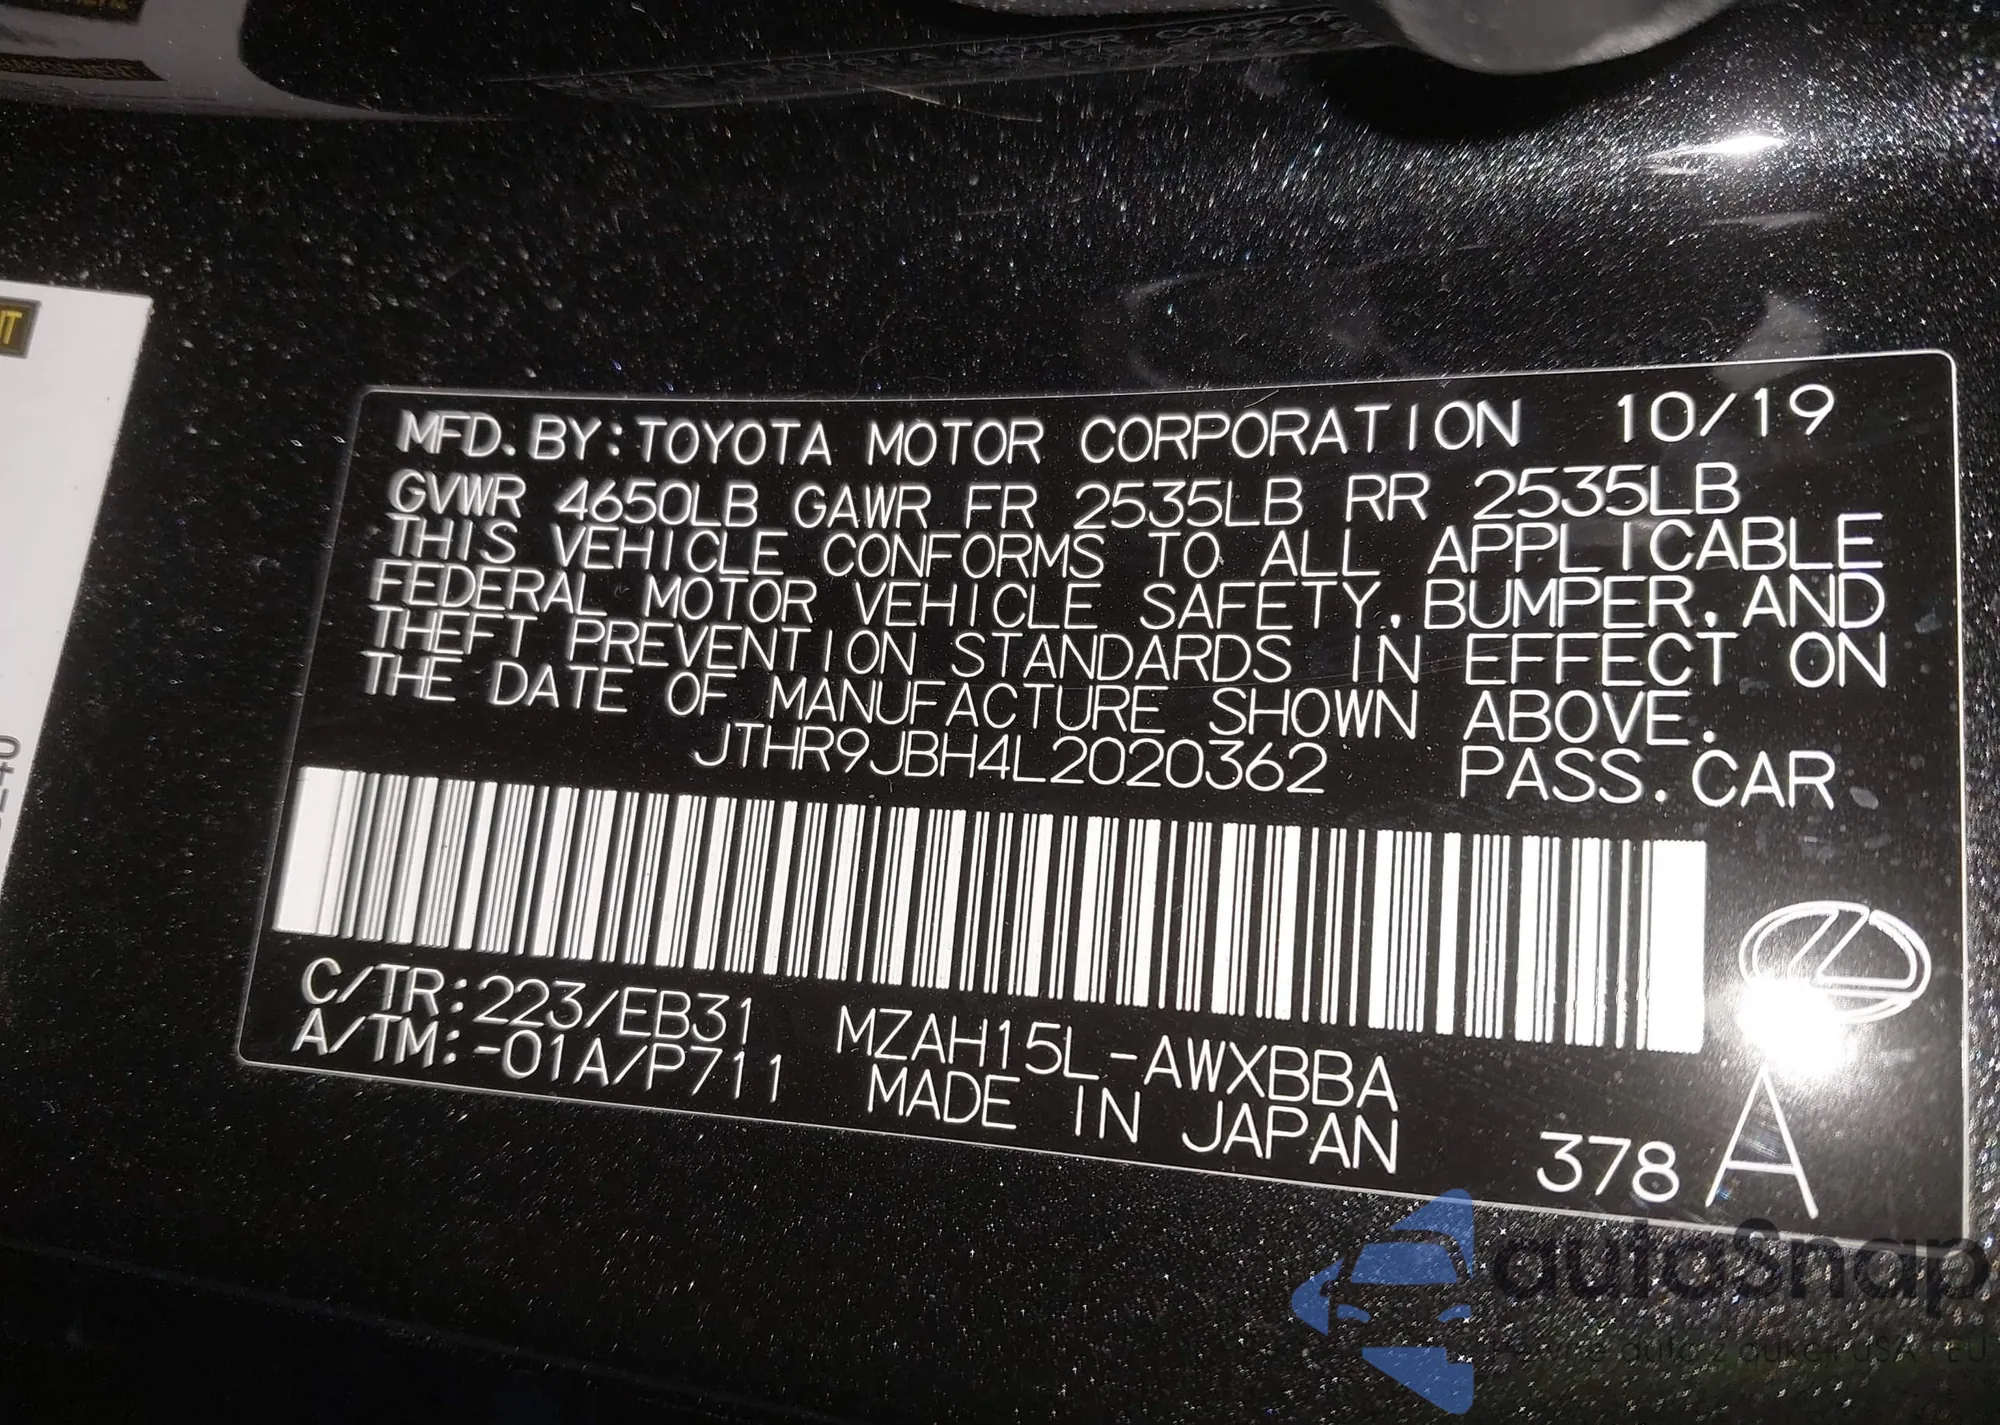 MFD.BY:TOYOTA MOTOR CORPORATION 10/19
GVWR 4650LB GAWR FR 2535LB RR 2535LB
THIS VEHICLE CONFORMS TO ALL APPLICABLE
FEDERAL MOTOR VEHICLE SAFETY, BUMPER, AND
THEFT PREVENTION STANDARDS IN EFFECT ON
THE DATE OF MANUFACTURE SHOWN ABOVE.
JTHR9JBH4L2020362 PASS.CAR
C/TR:223/EB31 MZAH15L-AWXBBA
A/TM:-01A/P711 MADE IN JAPAN 378 A
autoSnap